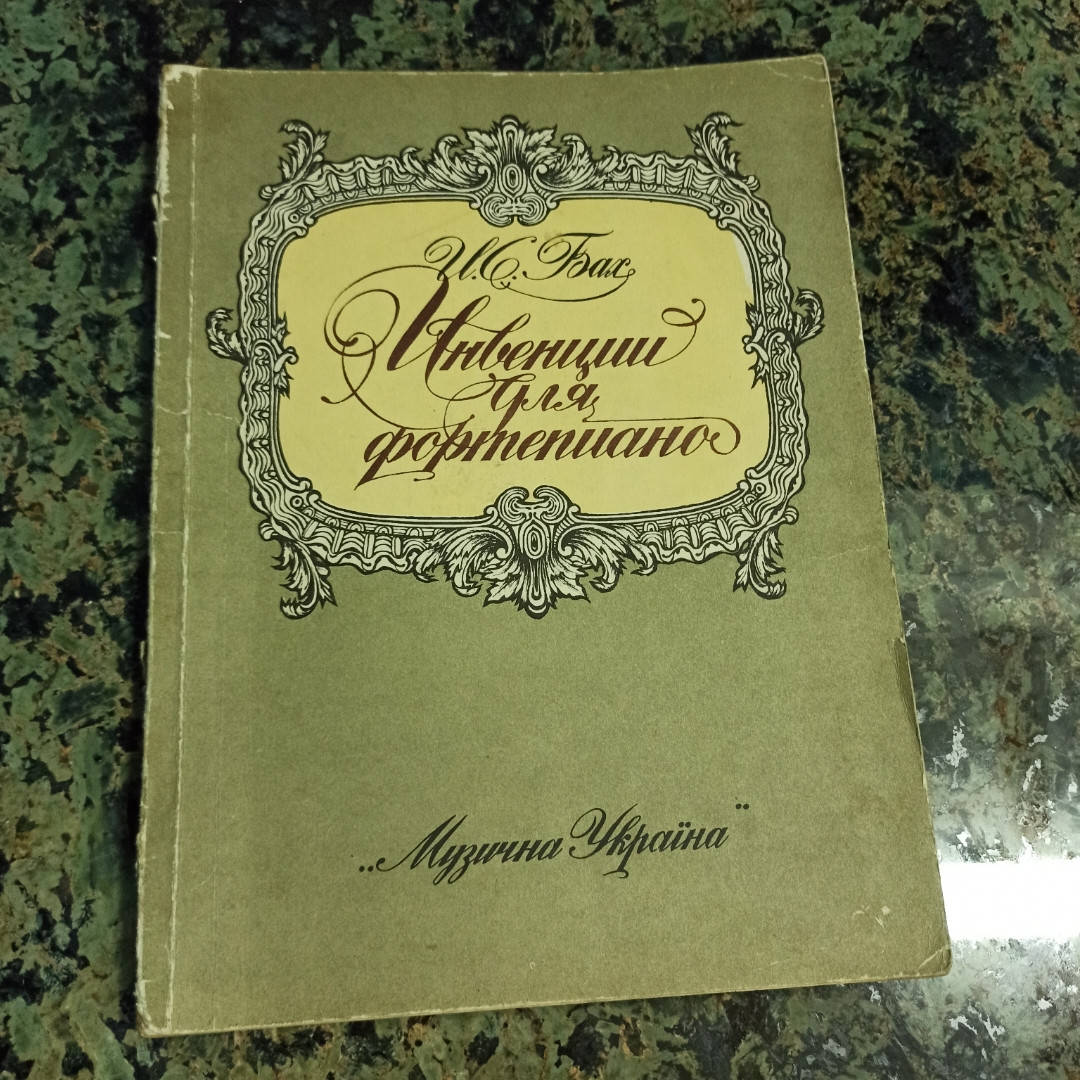 И.С. Бах
Инвенции
для
фортепиано
„Музична Україна"